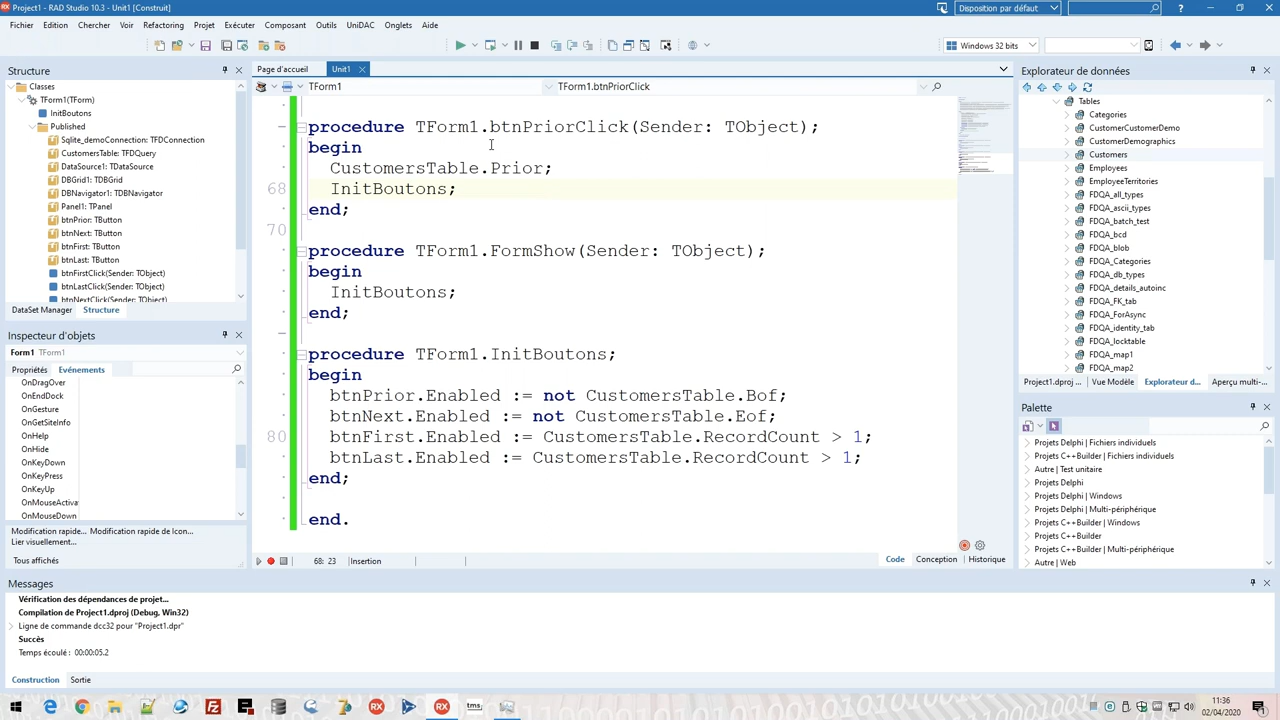 Project1 - RAD Studio 10.3 - Unit1 [Construit]
Disposition par défaut
Fichier Edition Chercher Voir Refactoring Projet Exécuter Composant Outils UniDAC Onglets Aide
Windows 32 bits
Structure
Classes
TForm1(TForm)
InitBoutons
Published
Sqlite_demoConnection: TFDConnection
CustomersTable: TFDQuery
DataSource1: TDataSource
DBGrid1: TDBGrid
DBNavigator1: TDBNavigator
Panel1: TPanel
btnPrior: TButton
btnNext: TButton
btnFirst: TButton
btnLast: TButton
btnFirstClick(Sender: TObject)
btnLastClick(Sender: TObject)
btnNextClick(Sender: TObject)
DataSet Manager Structure
Inspecteur d'objets
Form1 TForm1
Propriétés Evénements
OnDragOver
OnEndDock
OnGesture
OnGetSiteInfo
OnHelp
OnHide
OnKeyDown
OnKeyPress
OnKeyUp
OnMouseActiva
OnMouseDown
Modification rapide... Modification rapide de Icon...
Lier visuellement...
Tous affichés
Page d'accueil Unit1
TForm1 TForm1.btnPriorClick
procedure TForm1.btnPriorClick(Sender: TObject);
begin
CustomersTable.Prior;
68 InitBoutons;
end;
70
procedure TForm1.FormShow(Sender: TObject);
begin
InitBoutons;
end;
procedure TForm1.InitBoutons;
begin
btnPrior.Enabled := not CustomersTable.Bof;
btnNext.Enabled := not CustomersTable.Eof;
80 btnFirst.Enabled := CustomersTable.RecordCount > 1;
btnLast.Enabled := CustomersTable.RecordCount > 1;
end;
end.
68: 23 Insertion
Code Conception Historique
Explorateur de données
Tables
Categories
CustomerCustomerDemo
CustomerDemographics
Customers
Employees
EmployeeTerritories
FDQA_all_types
FDQA_ascii_types
FDQA_batch_test
FDQA_bcd
FDQA_blob
FDQA_Categories
FDQA_db_types
FDQA_details_autoinc
FDQA_FK_tab
FDQA_ForAsync
FDQA_identity_tab
FDQA_locktable
FDQA_map1
FDQA_map2
Project1.dproj ... Vue Modèle Explorateur d... Aperçu multi-...
Palette
Projets Delphi | Fichiers individuels
Projets C++Builder | Fichiers individuels
Autre | Test unitaire
Projets Delphi
Projets Delphi | Windows
Projets Delphi | Multi-périphérique
Projets C++Builder | Windows
Projets C++Builder
Projets C++Builder | Multi-périphérique
Autre | Web
Messages
Vérification des dépendances de projet...
Compilation de Project1.dproj (Debug, Win32)
Ligne de commande dcc32 pour "Project1.dpr"
Succès
Temps écoulé : 00:00:05.2
Construction Sortie
tms
11:36
02/04/2020